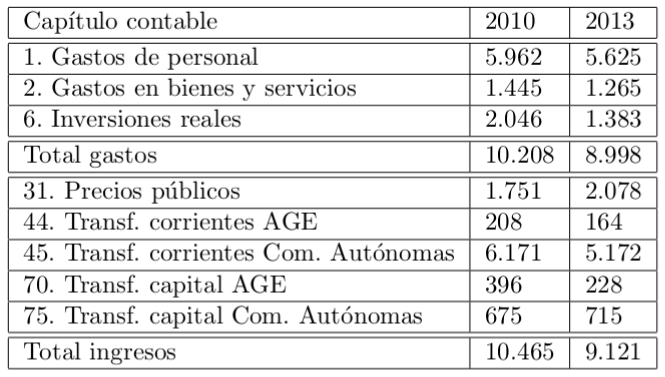 Capítulo contable 2010 2013
1. Gastos de personal 5.962 5.625
2. Gastos en bienes y servicios 1.445 1.265
6. Inversiones reales 2.046 1.383
Total gastos 10.208 8.998
31. Precios públicos 1.751 2.078
44. Transf. corrientes AGE 208 164
45. Transf. corrientes Com. Autónomas 6.171 5.172
70. Transf. capital AGE 396 228
75. Transf. capital Com. Autónomas 675 715
Total ingresos 10.465 9.121